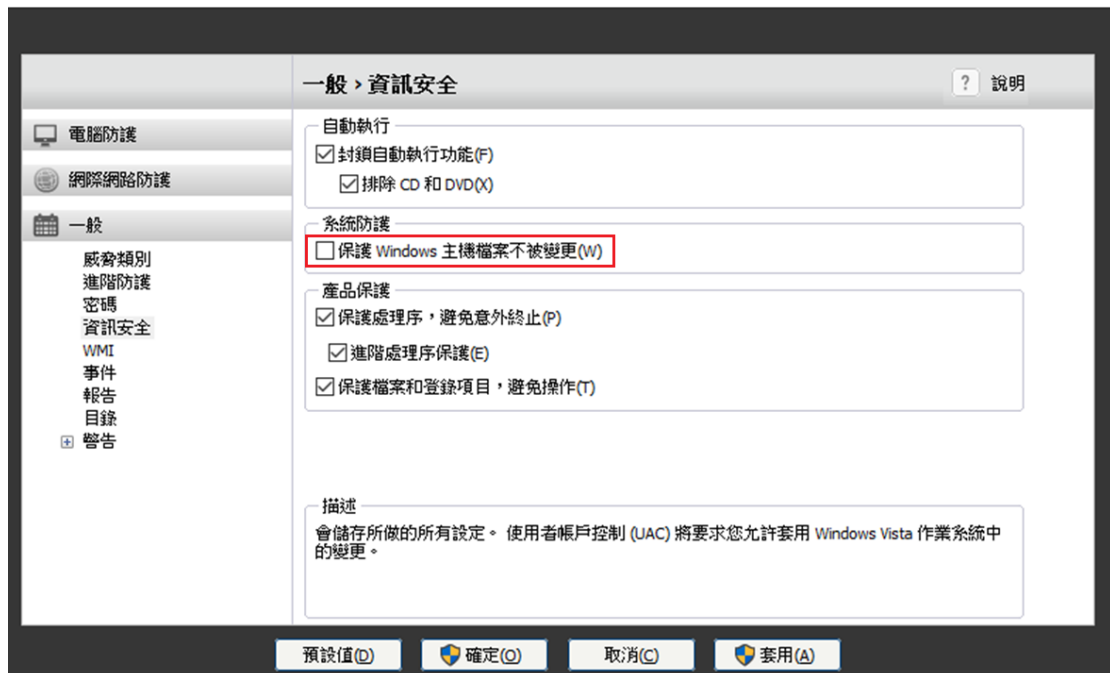 一般 › 資訊安全
? 說明
電腦防護
網際網路防護
一般
威脅類別
進階防護
密碼
資訊安全
WMI
事件
報告
目錄
警告
自動執行
封鎖自動執行功能(F)
排除 CD 和 DVD(X)
系統防護
保護 Windows 主機檔案不被變更(W)
產品保護
保護處理序，避免意外終止(P)
進階處理序保護(E)
保護檔案和登錄項目，避免操作(T)
描述
會儲存所做的所有設定。 使用者帳戶控制 (UAC) 將要求您允許套用 Windows Vista 作業系統中
的變更。
預設值(D) 確定(O) 取消(C) 套用(A)